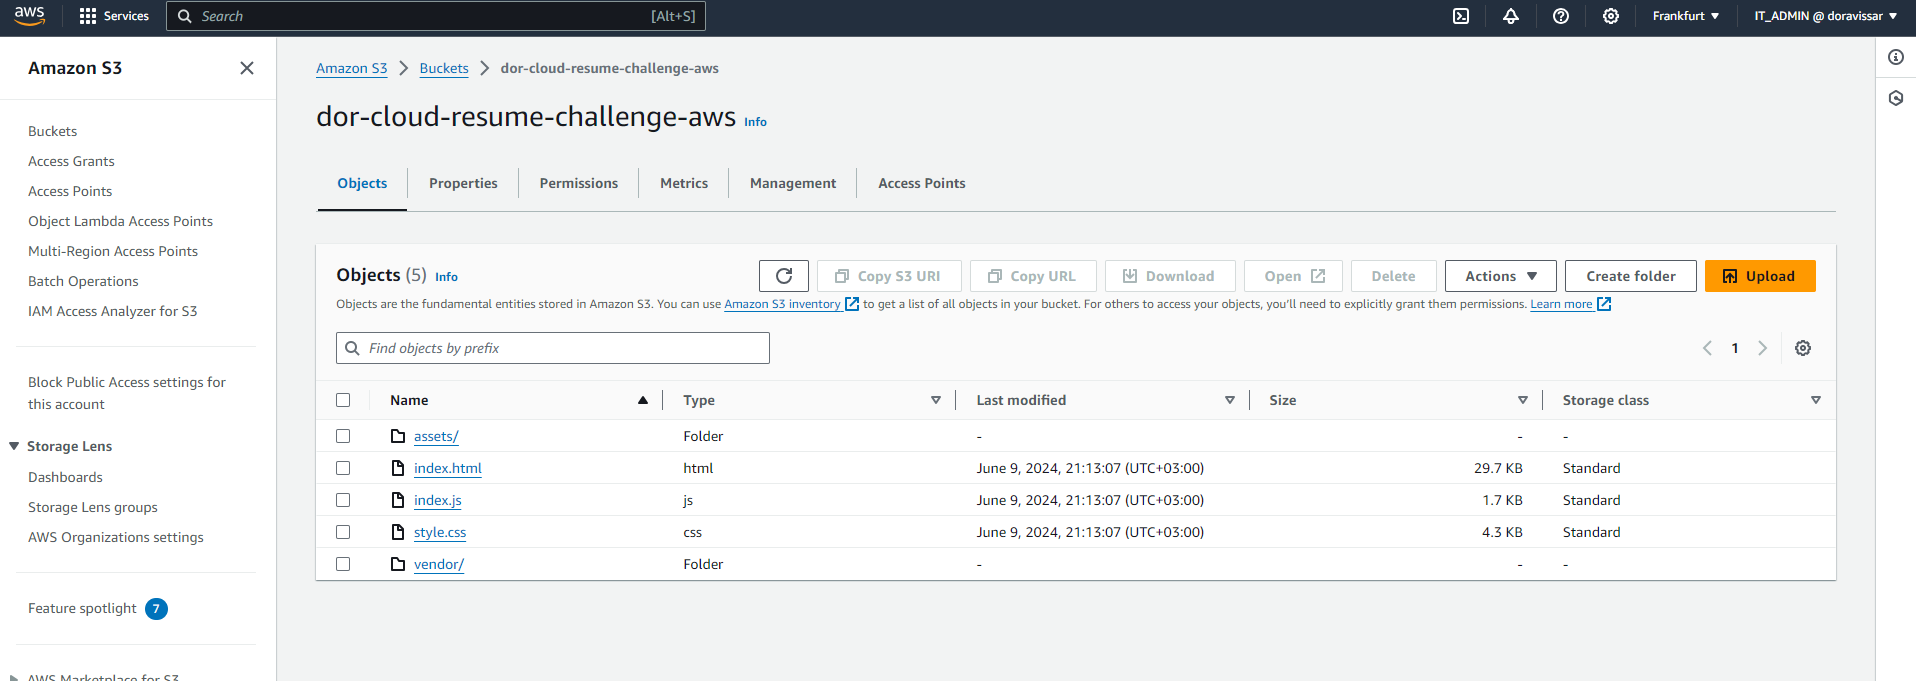 aws Services Search [Alt+S] Frankfurt IT_ADMIN @ doravissar
Amazon S3
Buckets
Access Grants
Access Points
Object Lambda Access Points
Multi-Region Access Points
Batch Operations
IAM Access Analyzer for S3
Block Public Access settings for
this account
Storage Lens
Dashboards
Storage Lens groups
AWS Organizations settings
Feature spotlight 7
AWS Marketplace for S3
Amazon S3 Buckets dor-cloud-resume-challenge-aws
dor-cloud-resume-challenge-aws Info
Objects Properties Permissions Metrics Management Access Points
Objects (5) Info Copy S3 URI Copy URL Download Open Delete Actions Create folder Upload
Objects are the fundamental entities stored in Amazon S3. You can use Amazon S3 inventory to get a list of all objects in your bucket. For others to access your objects, you'll need to explicitly grant them permissions. Learn more
Find objects by prefix 1
Name Type Last modified Size Storage class
assets/ Folder - - -
index.html html June 9, 2024, 21:13:07 (UTC+03:00) 29.7 KB Standard
index.js js June 9, 2024, 21:13:07 (UTC+03:00) 1.7 KB Standard
style.css css June 9, 2024, 21:13:07 (UTC+03:00) 4.3 KB Standard
vendor/ Folder - - -